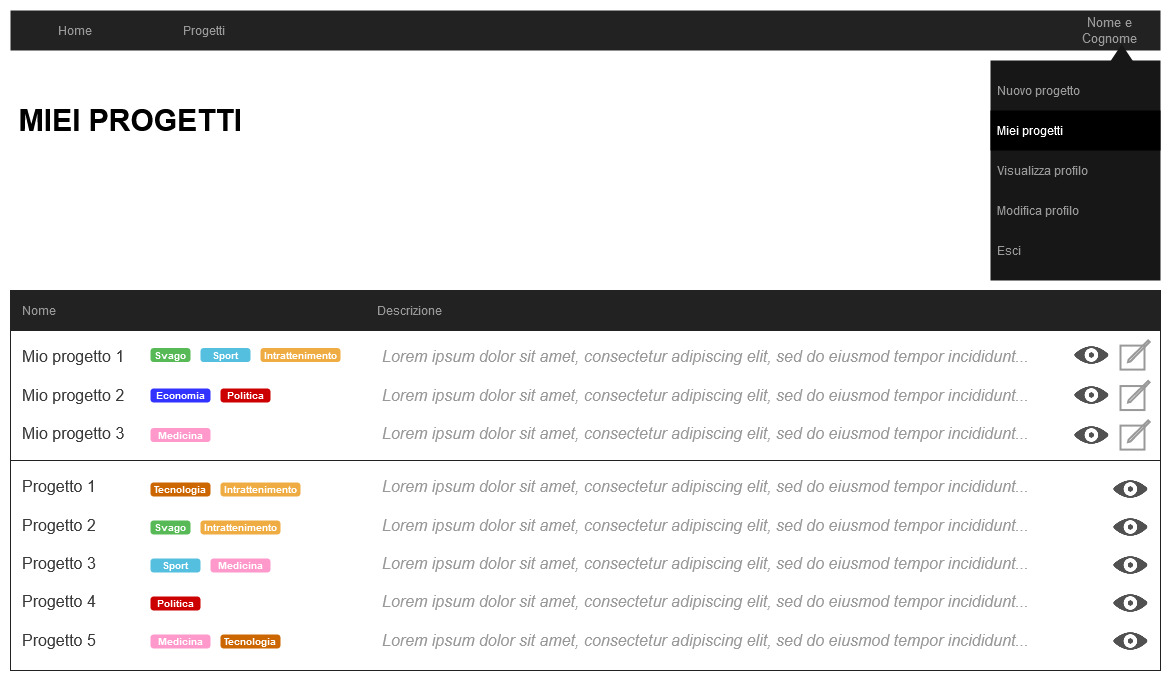 Home Progetti Nome e
Cognome
Nuovo progetto
MIEI PROGETTI
Miei progetti
Visualizza profilo
Modifica profilo
Esci
Nome Descrizione
Mio progetto 1 Svago Sport Intrattenimento Lorem ipsum dolor sit amet, consectetur adipiscing elit, sed do eiusmod tempor incididunt...
Mio progetto 2 Economia Politica Lorem ipsum dolor sit amet, consectetur adipiscing elit, sed do eiusmod tempor incididunt...
Mio progetto 3 Medicina Lorem ipsum dolor sit amet, consectetur adipiscing elit, sed do eiusmod tempor incididunt...
Progetto 1 Tecnologia Intrattenimento Lorem ipsum dolor sit amet, consectetur adipiscing elit, sed do eiusmod tempor incididunt...
Progetto 2 Svago Intrattenimento Lorem ipsum dolor sit amet, consectetur adipiscing elit, sed do eiusmod tempor incididunt...
Progetto 3 Sport Medicina Lorem ipsum dolor sit amet, consectetur adipiscing elit, sed do eiusmod tempor incididunt...
Progetto 4 Politica Lorem ipsum dolor sit amet, consectetur adipiscing elit, sed do eiusmod tempor incididunt...
Progetto 5 Medicina Tecnologia Lorem ipsum dolor sit amet, consectetur adipiscing elit, sed do eiusmod tempor incididunt...